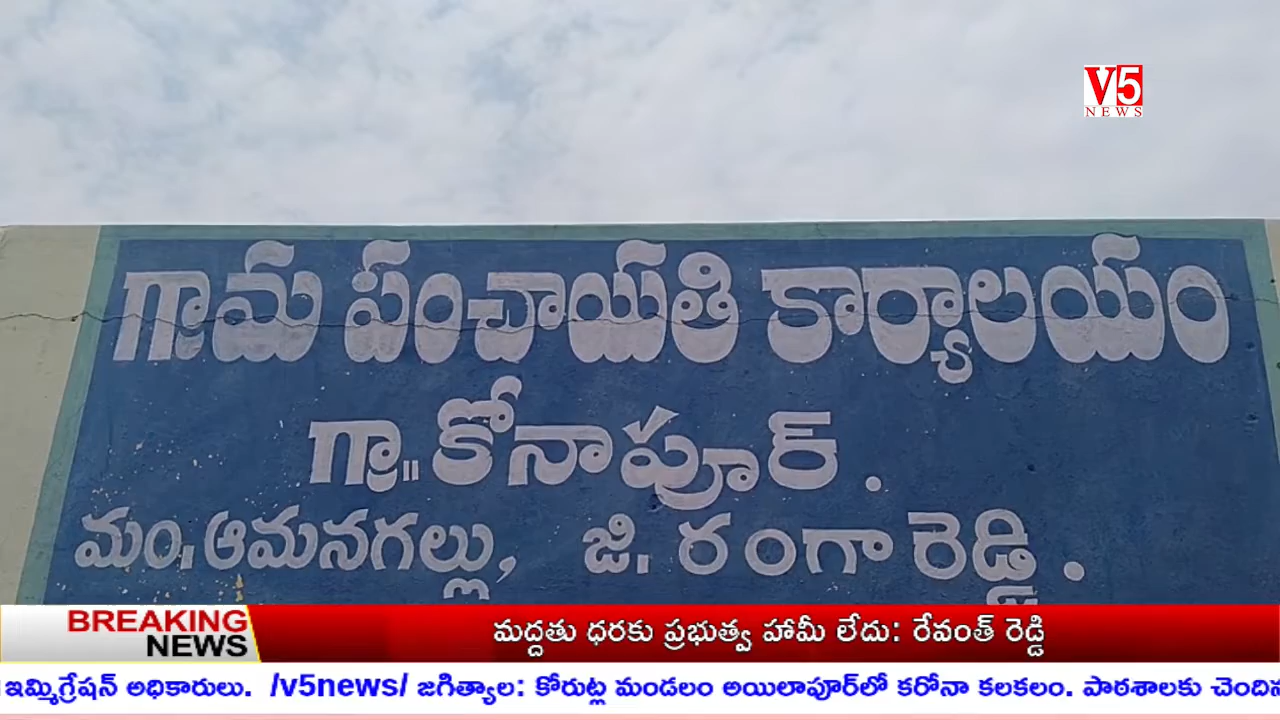 V5
NEWS
గ్రామ పంచాయతి కార్యాలయం
గ్రా॥ కోనాపూర్ .
మం. ఆమనగల్లు, జి. రంగారెడ్డి .
BREAKING
NEWS
మద్దతు ధరకు ప్రభుత్వ హామీ లేదు: రేవంత్ రెడ్డి
ఇమ్మిగ్రేషన్ అధికారులు. /v5news/ జగిత్యాల: కోరుట్ల మండలం అయిలాపూర్‌లో కరోనా కలకలం. పాఠశాలకు